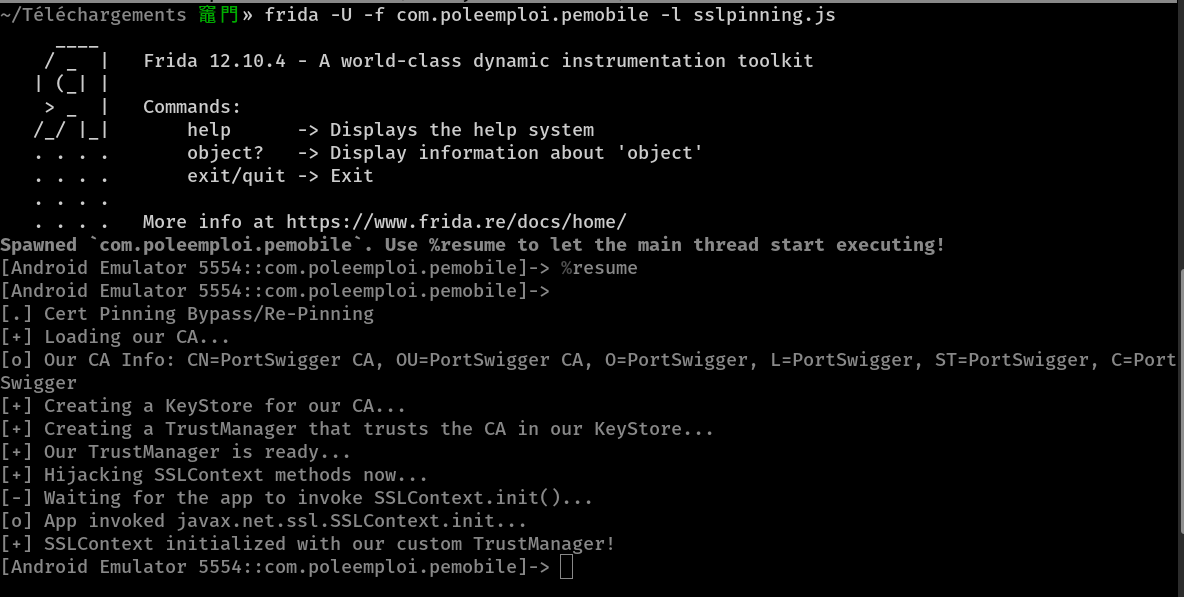 ~/Téléchargements 竈門» frida -U -f com.poleemploi.pemobile -l sslpinning.js
     ____
    / _  |   Frida 12.10.4 - A world-class dynamic instrumentation toolkit
   | (_| |
    > _  |   Commands:
   /_/ |_|       help      -> Displays the help system
   . . . .       object?   -> Display information about 'object'
   . . . .       exit/quit -> Exit
   . . . .
   . . . .   More info at https://www.frida.re/docs/home/
Spawned `com.poleemploi.pemobile`. Use %resume to let the main thread start executing!
[Android Emulator 5554::com.poleemploi.pemobile]-> %resume
[Android Emulator 5554::com.poleemploi.pemobile]->
[.] Cert Pinning Bypass/Re-Pinning
[+] Loading our CA...
[o] Our CA Info: CN=PortSwigger CA, OU=PortSwigger CA, O=PortSwigger, L=PortSwigger, ST=PortSwigger, C=Port
Swigger
[+] Creating a KeyStore for our CA...
[+] Creating a TrustManager that trusts the CA in our KeyStore...
[+] Our TrustManager is ready...
[+] Hijacking SSLContext methods now...
[-] Waiting for the app to invoke SSLContext.init()...
[o] App invoked javax.net.ssl.SSLContext.init...
[+] SSLContext initialized with our custom TrustManager!
[Android Emulator 5554::com.poleemploi.pemobile]->